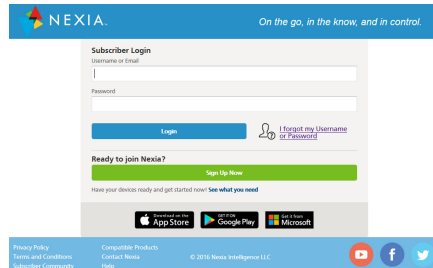 NEXIA
On the go, in the know, and in control.
Subscriber Login
Username or Email
Password
Login
I forgot my Username
or Password
Ready to join Nexia?
Sign Up Now
Have your devices ready and get started now! See what you need
Download on the
App Store
GET IT ON
Google Play
Get it from
Microsoft
Privacy Policy
Compatible Products
Terms and Conditions
Contact Nexia
© 2016 Nexia Intelligence LLC
Subscriber Community
Help